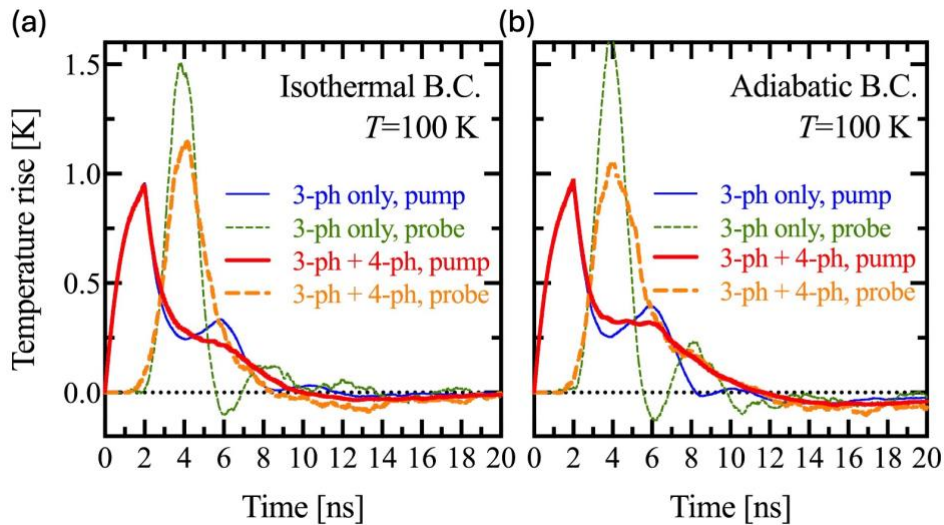 (a)
Temperature rise [K]
1.5
1.0
0.5
0.0
Isothermal B.C.
T=100 K
3-ph only, pump
3-ph only, probe
3-ph + 4-ph, pump
3-ph + 4-ph, probe
0 2 4 6 8 10 12 14 16 18 20
Time [ns]
(b)
Adiabatic B.C.
T=100 K
3-ph only, pump
3-ph only, probe
3-ph + 4-ph, pump
3-ph + 4-ph, probe
0 2 4 6 8 10 12 14 16 18 20
Time [ns]